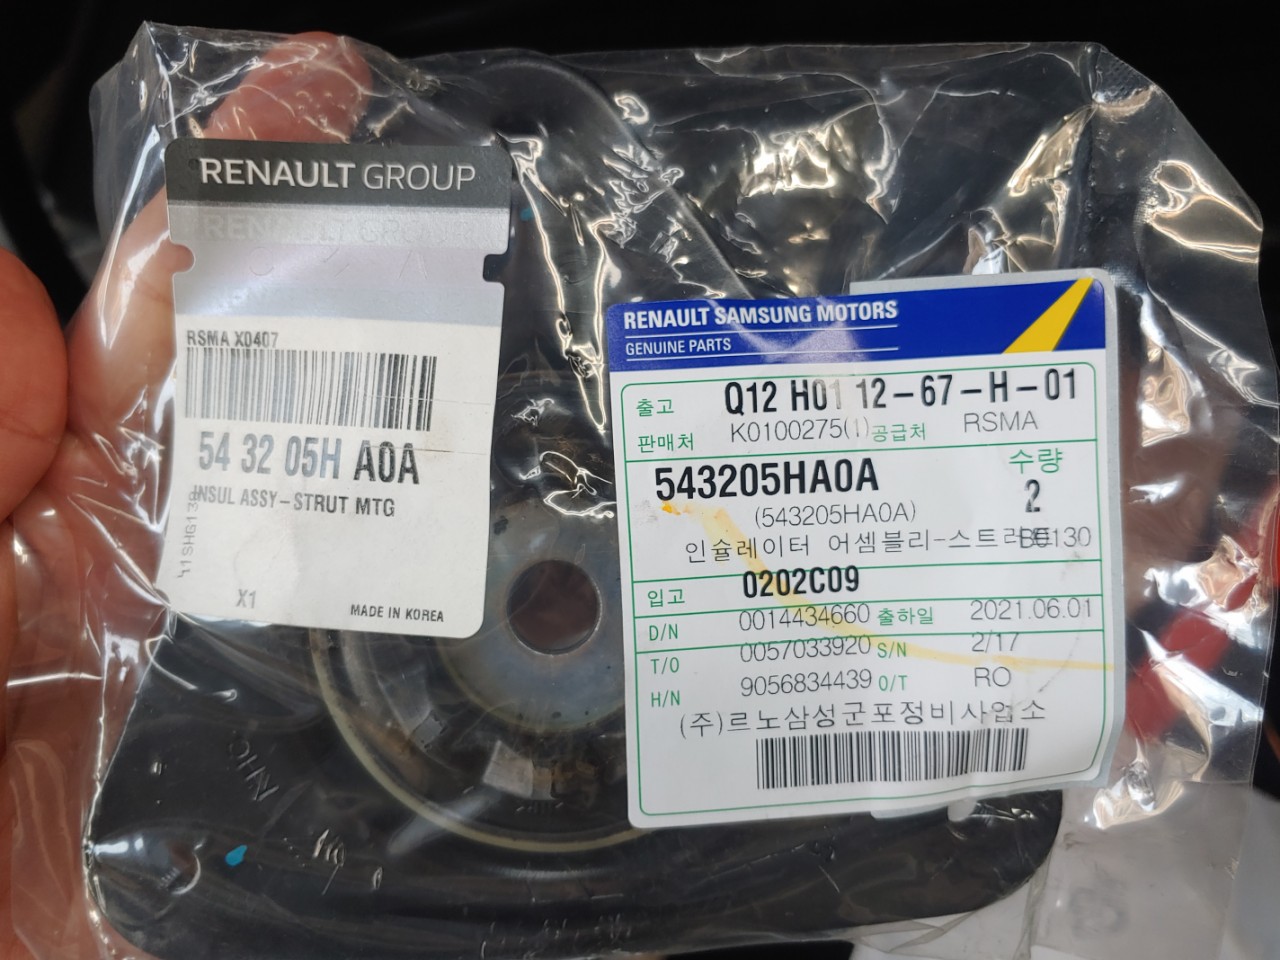 RENAULT GROUP
RENAULT GROUP
RSMA X0407
54 32 05H A0A
INSUL ASSY-STRUT MTG
X1
MADE IN KOREA
RENAULT SAMSUNG MOTORS
GENUINE PARTS
출고 Q12 H01 12-67-H-01
판매처 K0100275(1) 공급처 RSMA
543205HA0A 수량
2
(543205HA0A)
인슐레이터 어셈블리-스트러트
입고 0202C09
D/N 0014434660 출하일 2021.06.01
T/O 0057033920 S/N 2/17
H/N 9056834439 O/T RO
(주)르노삼성군포정비사업소